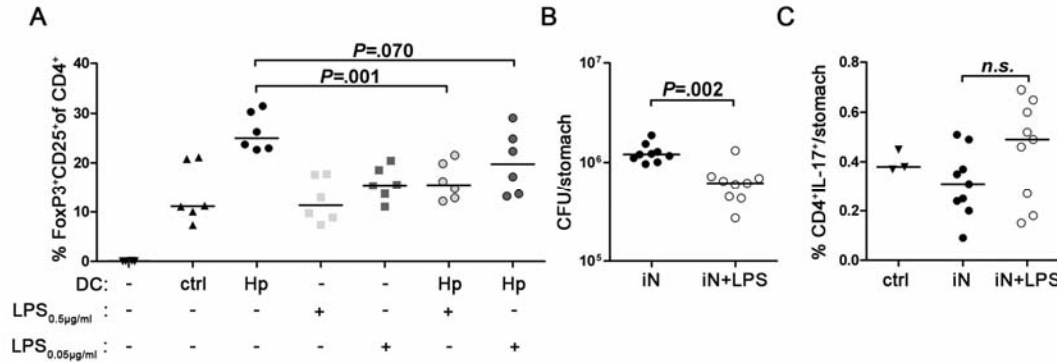 A
% FoxP3⁺CD25⁺of CD4⁺
40
30
20
10
0
P=.070
P=.001
DC: - ctrl Hp - - Hp Hp
LPS0.5µg/ml : - - - + - + -
LPS0.05µg/ml : - - - - + - +
B
CFU/stomach
10⁷
10⁶
10⁵
P=.002
iN iN+LPS
C
% CD4⁺IL-17⁺/stomach
0.8
0.6
0.4
0.2
0.0
n.s.
ctrl iN iN+LPS